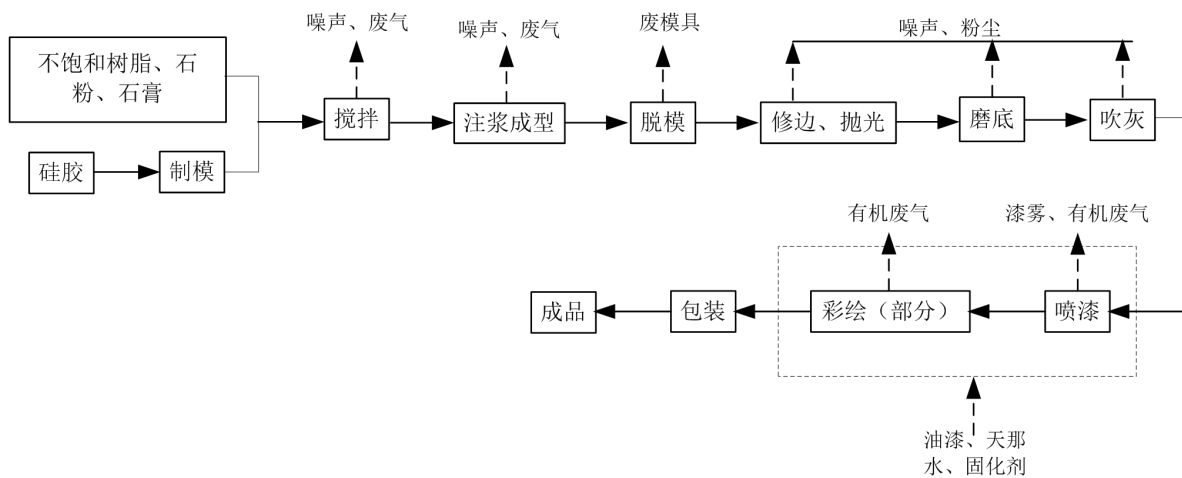 噪声、废气
噪声、废气
废模具
噪声、粉尘
不饱和树脂、石
粉、石膏
搅拌
注浆成型
脱模
修边、抛光
磨底
吹灰
硅胶
制模
有机废气
漆雾、有机废气
成品
包装
彩绘（部分）
喷漆
油漆、天那
水、固化剂